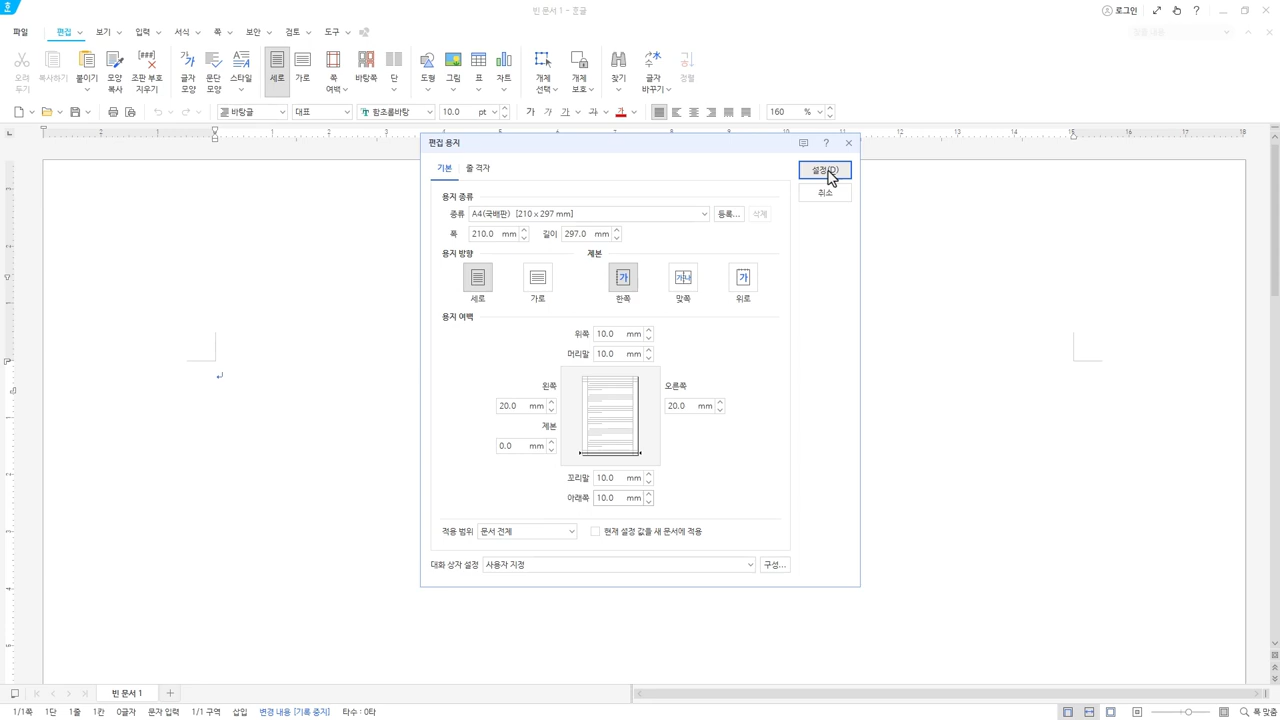 빈 문서 1 - 한글
로그인
파일 편집 보기 입력 서식 쪽 보안 검토 도구
오려 두기
복사하기
붙이기
모양 복사
조판 부호 지우기
글자 모양
문단 모양
스타일
세로
가로
쪽 여백
바탕쪽
단
도형
그림
표
차트
개체 선택
개체 보호
찾기
글자 바꾸기
정렬
바탕글 대표 함초롬바탕 10.0 pt 가 가 가 가 가 160 %
편집 용지
기본 줄 격자
설정(D)
취소
용지 종류
종류 A4(국배판) [210 x 297 mm] 등록... 삭제
폭 210.0 mm 길이 297.0 mm
용지 방향 제본
세로 가로 한쪽 맞쪽 위로
용지 여백
위쪽 10.0 mm
머리말 10.0 mm
왼쪽 오른쪽
20.0 mm 20.0 mm
제본
0.0 mm
꼬리말 10.0 mm
아래쪽 10.0 mm
적용 범위 문서 전체 현재 설정 값을 새 문서에 적용
대화 상자 설정 사용자 지정 구성...
빈 문서 1
1/1쪽 1단 1줄 1칸 0글자 문자 입력 1/1 구역 삽입 변경 내용 [기록 중지] 타수 : 0타 폭 맞춤